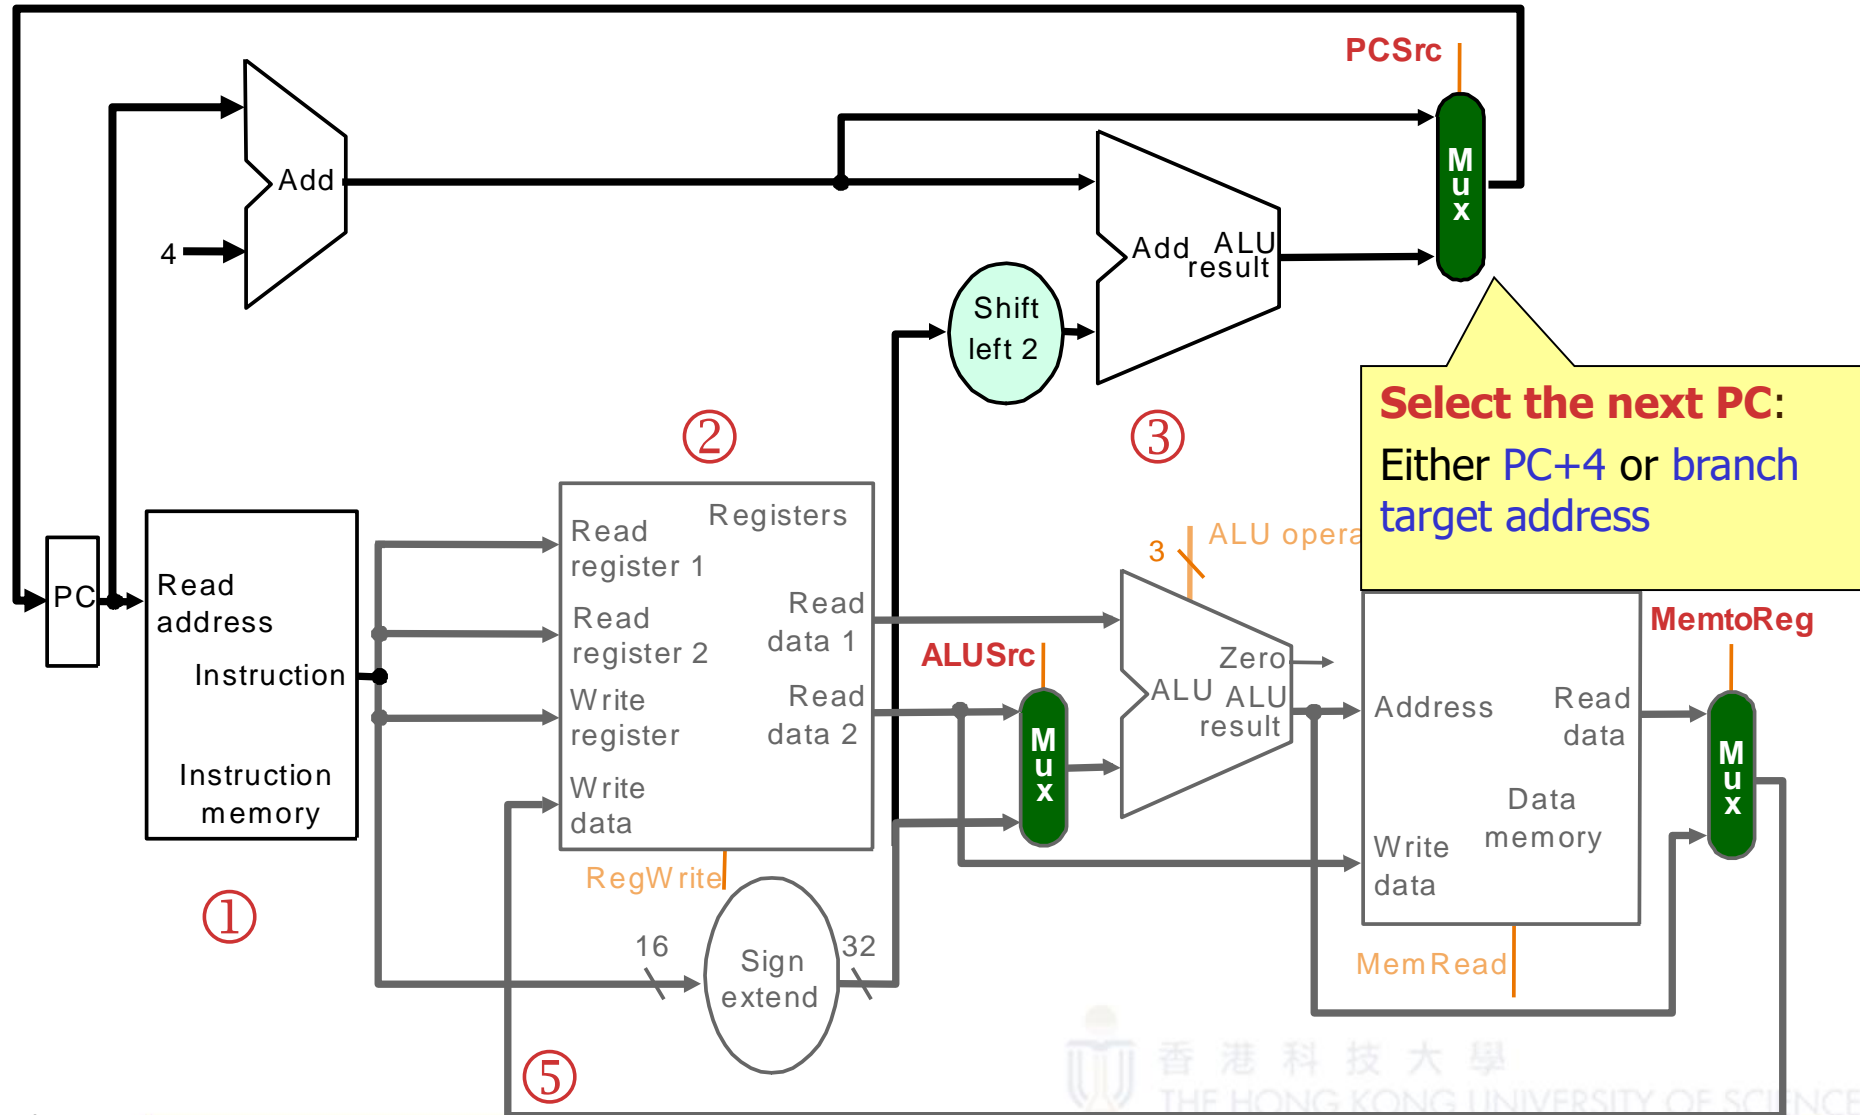 PCSrc
Add
4
M
u
x
Add
ALU
result
Shift
left 2
Select the next PC:
Either PC+4 or branch
target address
②
③
PC
Read
address
Instruction
Instruction
memory
①
Registers
Read
register 1
Read
register 2
Write
register
Write
data
Read
data 1
Read
data 2
RegWrite
16
Sign
extend
32
ALUSrc
M
u
x
3
ALU opera
Zero
ALU
ALU
result
Address
Read
data
Write
data
Data
memory
MemRead
MemtoReg
M
u
x
⑤
香港科技大學
THE HONG KONG UNIVERSITY OF SCIENCE